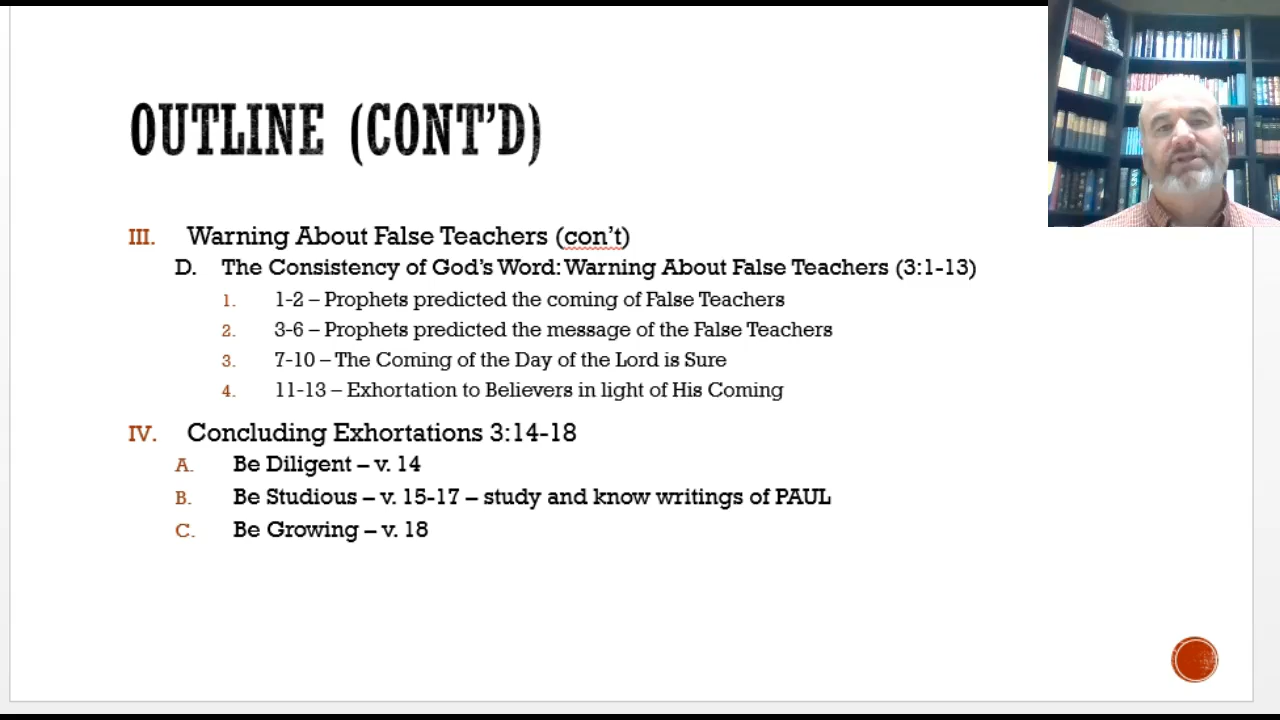 OUTLINE (CONT'D)
III. Warning About False Teachers (con't)
D. The Consistency of God's Word: Warning About False Teachers (3:1-13)
1. 1-2 – Prophets predicted the coming of False Teachers
2. 3-6 – Prophets predicted the message of the False Teachers
3. 7-10 – The Coming of the Day of the Lord is Sure
4. 11-13 – Exhortation to Believers in light of His Coming
IV. Concluding Exhortations 3:14-18
A. Be Diligent – v. 14
B. Be Studious – v. 15-17 – study and know writings of PAUL
C. Be Growing – v. 18